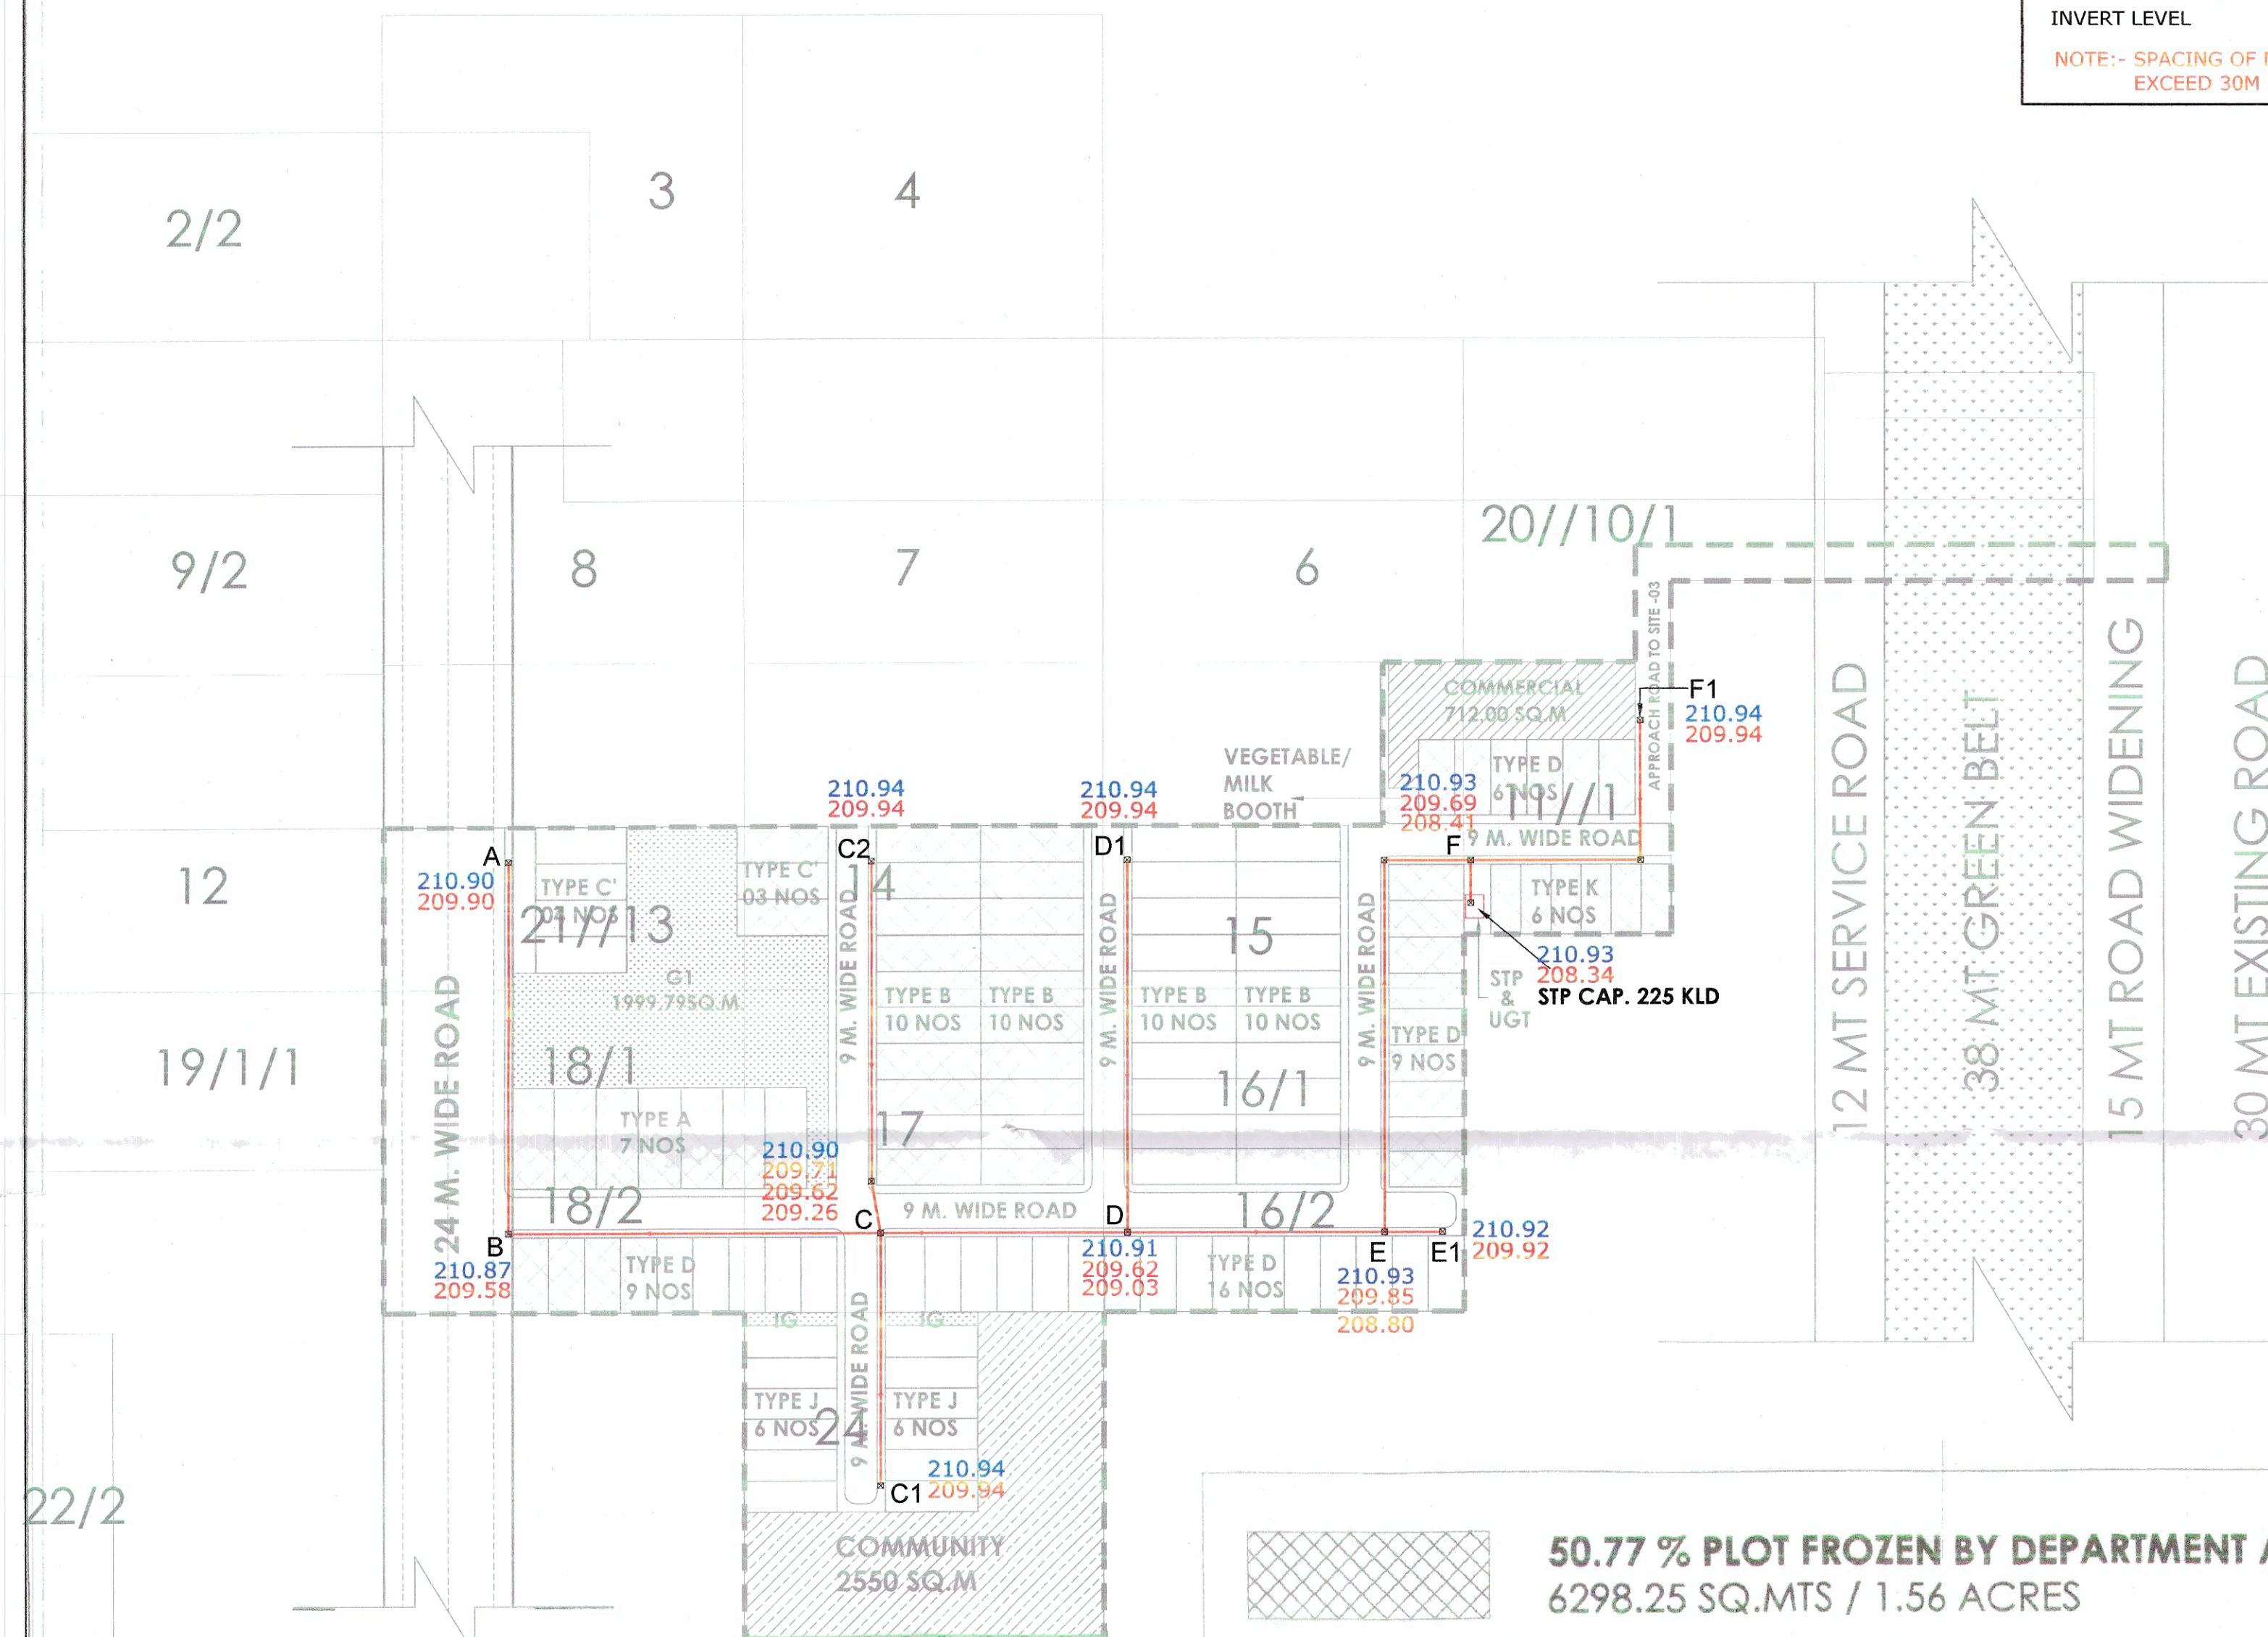 INVERT LEVEL
NOTE:- SPACING OF
EXCEED 30M
3
4
2/2
20//10/1
9/2
8
7
6
APPROACH ROAD TO SITE -03
COMMERCIAL
712.00 SQ.M
F1
210.94
209.94
VEGETABLE/
MILK
BOOTH
TYPE D
6 NOS
11//1
210.93
209.69
208.41
9 M. WIDE ROAD
F
210.94
209.94
210.94
209.94
A
C2
D1
210.90
209.90
12
TYPE C'
04 NOS
21//13
TYPE C'
03 NOS
14
TYPE K
6 NOS
15
210.93
208.34
STP CAP. 225 KLD
STP
&
UGT
G1
1999.79SQ.M.
9 M. WIDE ROAD
9 M. WIDE ROAD
9 M. WIDE ROAD
TYPE B
10 NOS
TYPE B
10 NOS
TYPE B
10 NOS
TYPE B
10 NOS
TYPE D
9 NOS
19/1/1
24 M. WIDE ROAD
18/1
16/1
TYPE A
7 NOS
17
210.90
209.71
209.62
209.26
18/2
C
9 M. WIDE ROAD
D
16/2
B
210.87
209.58
TYPE D
9 NOS
210.91
209.62
209.03
TYPE D
16 NOS
E
210.93
209.85
208.80
E1
210.92
209.92
IG
IG
9 M. WIDE ROAD
TYPE J
6 NOS
24
TYPE J
6 NOS
210.94
209.94
C1
COMMUNITY
2550 SQ.M
22/2
12 MT SERVICE ROAD
38 MT GREEN BELT
15 MT ROAD WIDENING
30 MT EXISTING ROAD
50.77 % PLOT FROZEN BY DEPARTMENT
6298.25 SQ.MTS / 1.56 ACRES